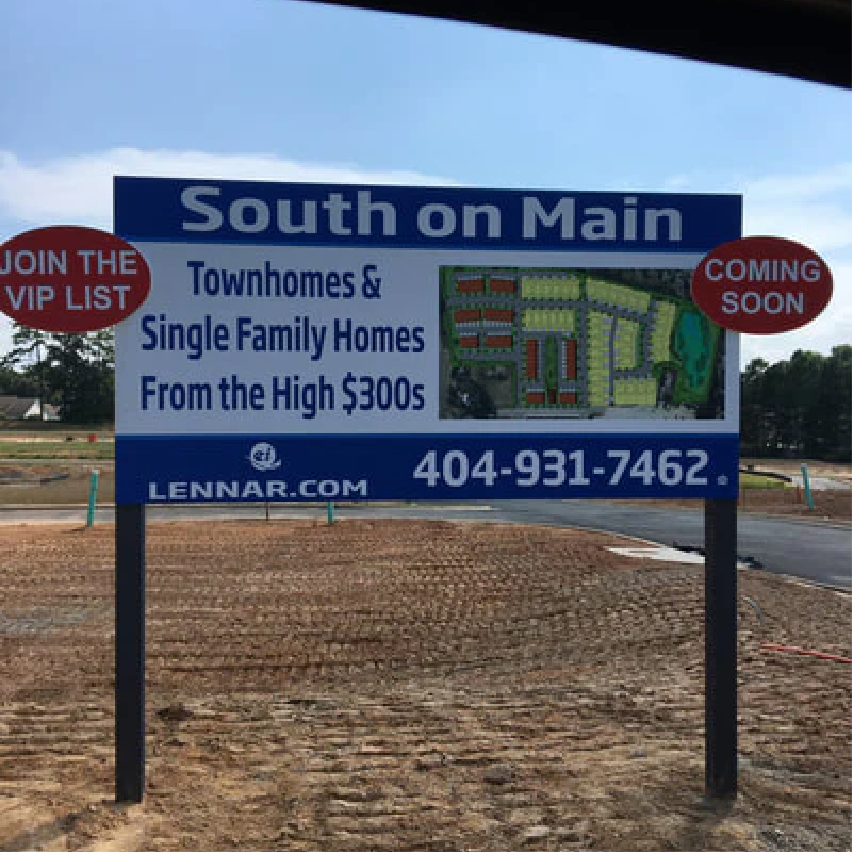 South on Main
JOIN THE
VIP LIST
Townhomes &
Single Family Homes
From the High $300s
COMING
SOON
ei
LENNAR.COM
404-931-7462